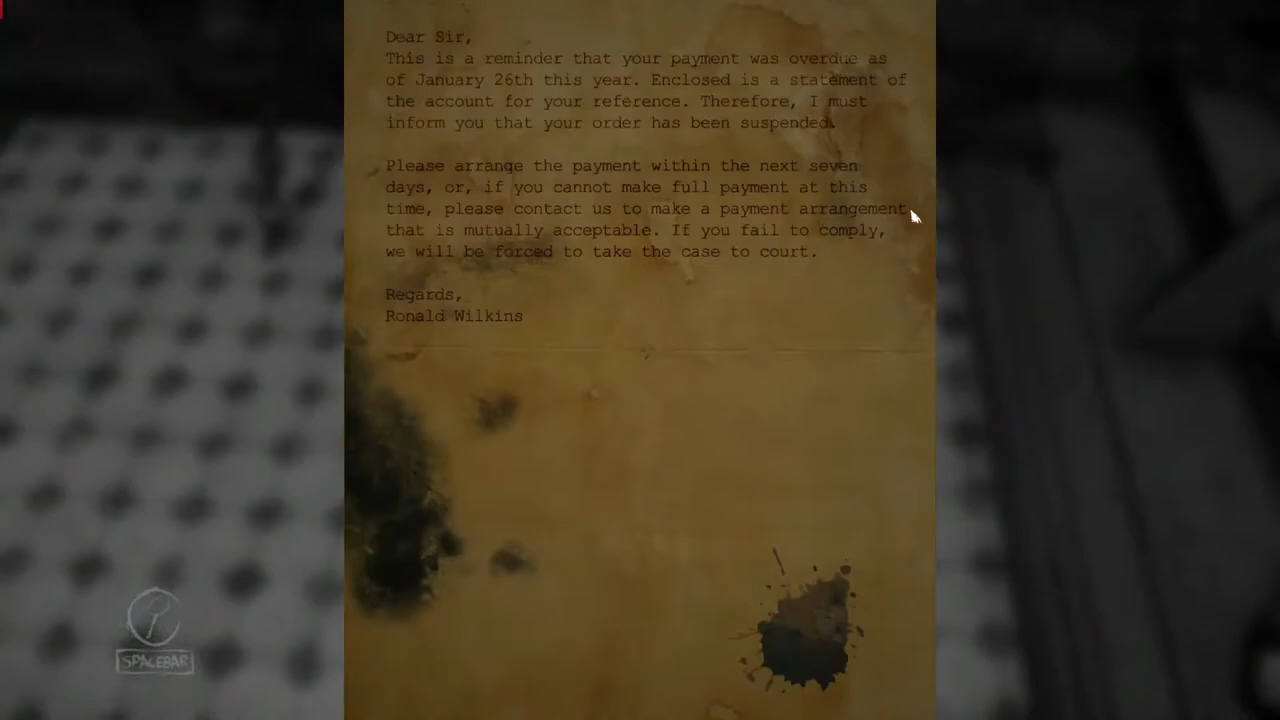 Dear Sir,
This is a reminder that your payment was overdue as
of January 26th this year. Enclosed is a statement of
the account for your reference. Therefore, I must
inform you that your order has been suspended.
Please arrange the payment within the next seven
days, or, if you cannot make full payment at this
time, please contact us to make a payment arrangement
that is mutually acceptable. If you fail to comply,
we will be forced to take the case to court.
Regards,
Ronald Wilkins
SPACEBAR